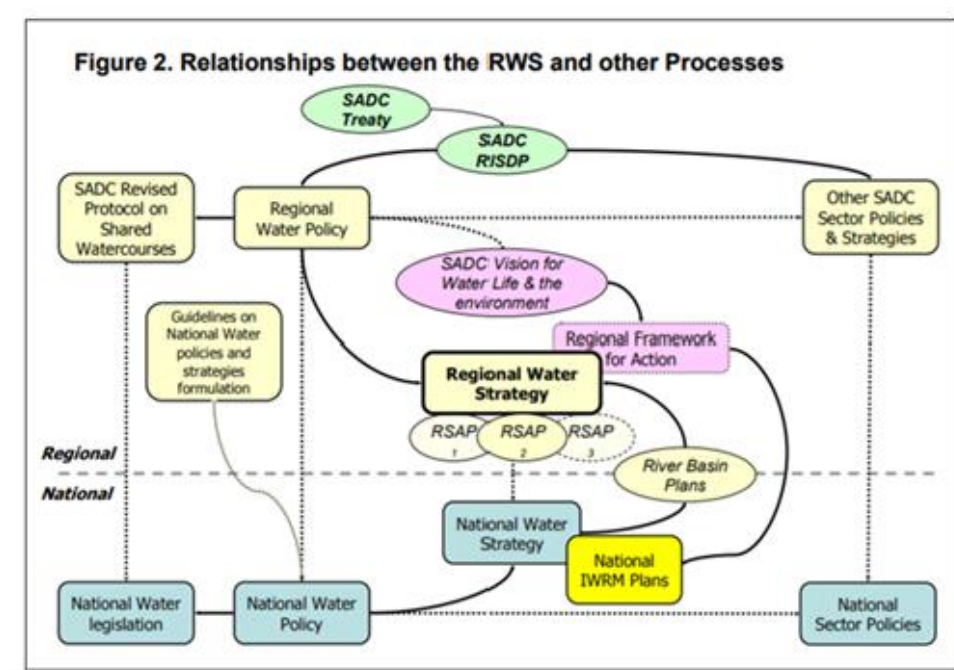 Figure 2. Relationships between the RWS and other Processes
SADC
Treaty
SADC
RISDP
SADC Revised
Protocol on
Shared
Watercourses
Regional
Water Policy
Other SADC
Sector Policies
& Strategies
SADC Vision for
Water Life & the
environment
Guidelines on
National Water
policies and
strategies
formulation
Regional Framework
for Action
Regional Water
Strategy
RSAP
1
RSAP
2
RSAP
3
Regional
National
River Basin
Plans
National Water
Strategy
National
IWRM Plans
National Water
legislation
National Water
Policy
National
Sector Policies